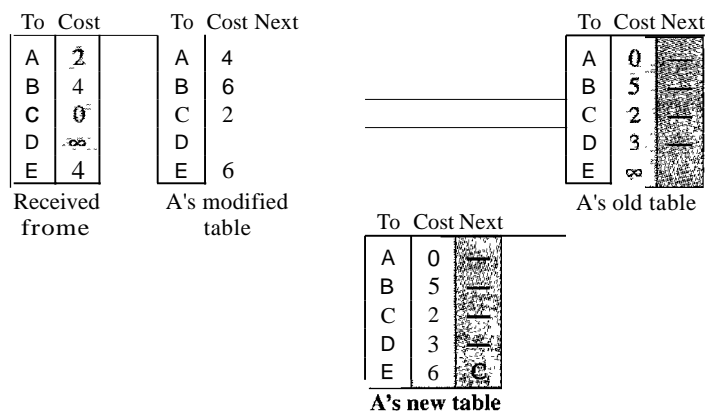 To Cost
A 2
B 4
C 0
D ∞
E 4
Received
frome
To Cost Next
A 4
B 6
C 2
D
E 6
A's modified
table
To Cost Next
A 0 —
B 5 —
C 2 —
D 3 —
E ∞
A's old table
To Cost Next
A 0 —
B 5 —
C 2 —
D 3 —
E 6 C
A's new table